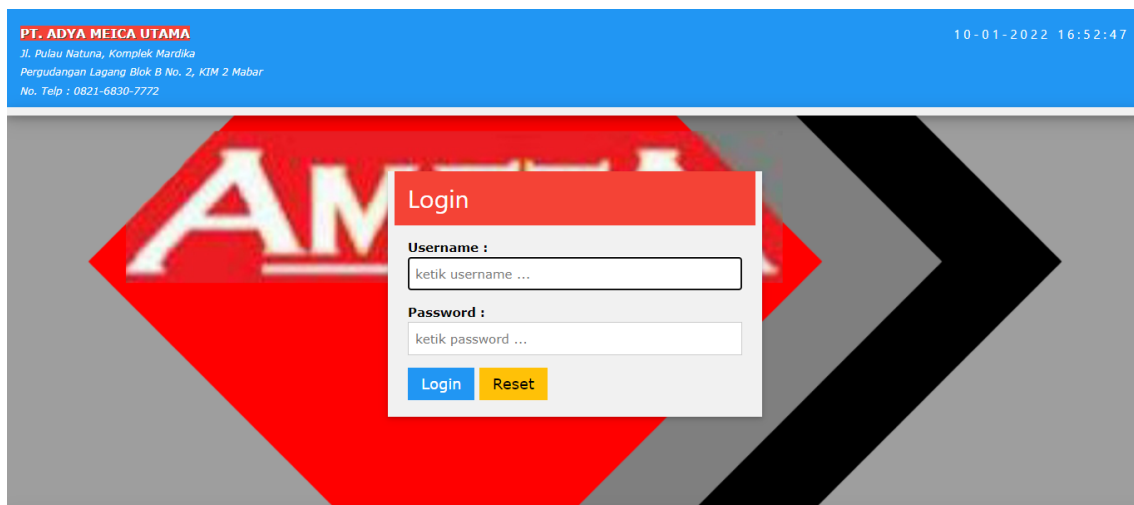 PT. ADYA MEICA UTAMA
Jl. Pulau Natuna, Komplek Mardika
Pergudangan Lagang Blok B No. 2, KIM 2 Mabar
No. Telp : 0821-6830-7772
10-01-2022 16:52:47
Login
Username :
ketik username ...
Password :
ketik password ...
Login Reset